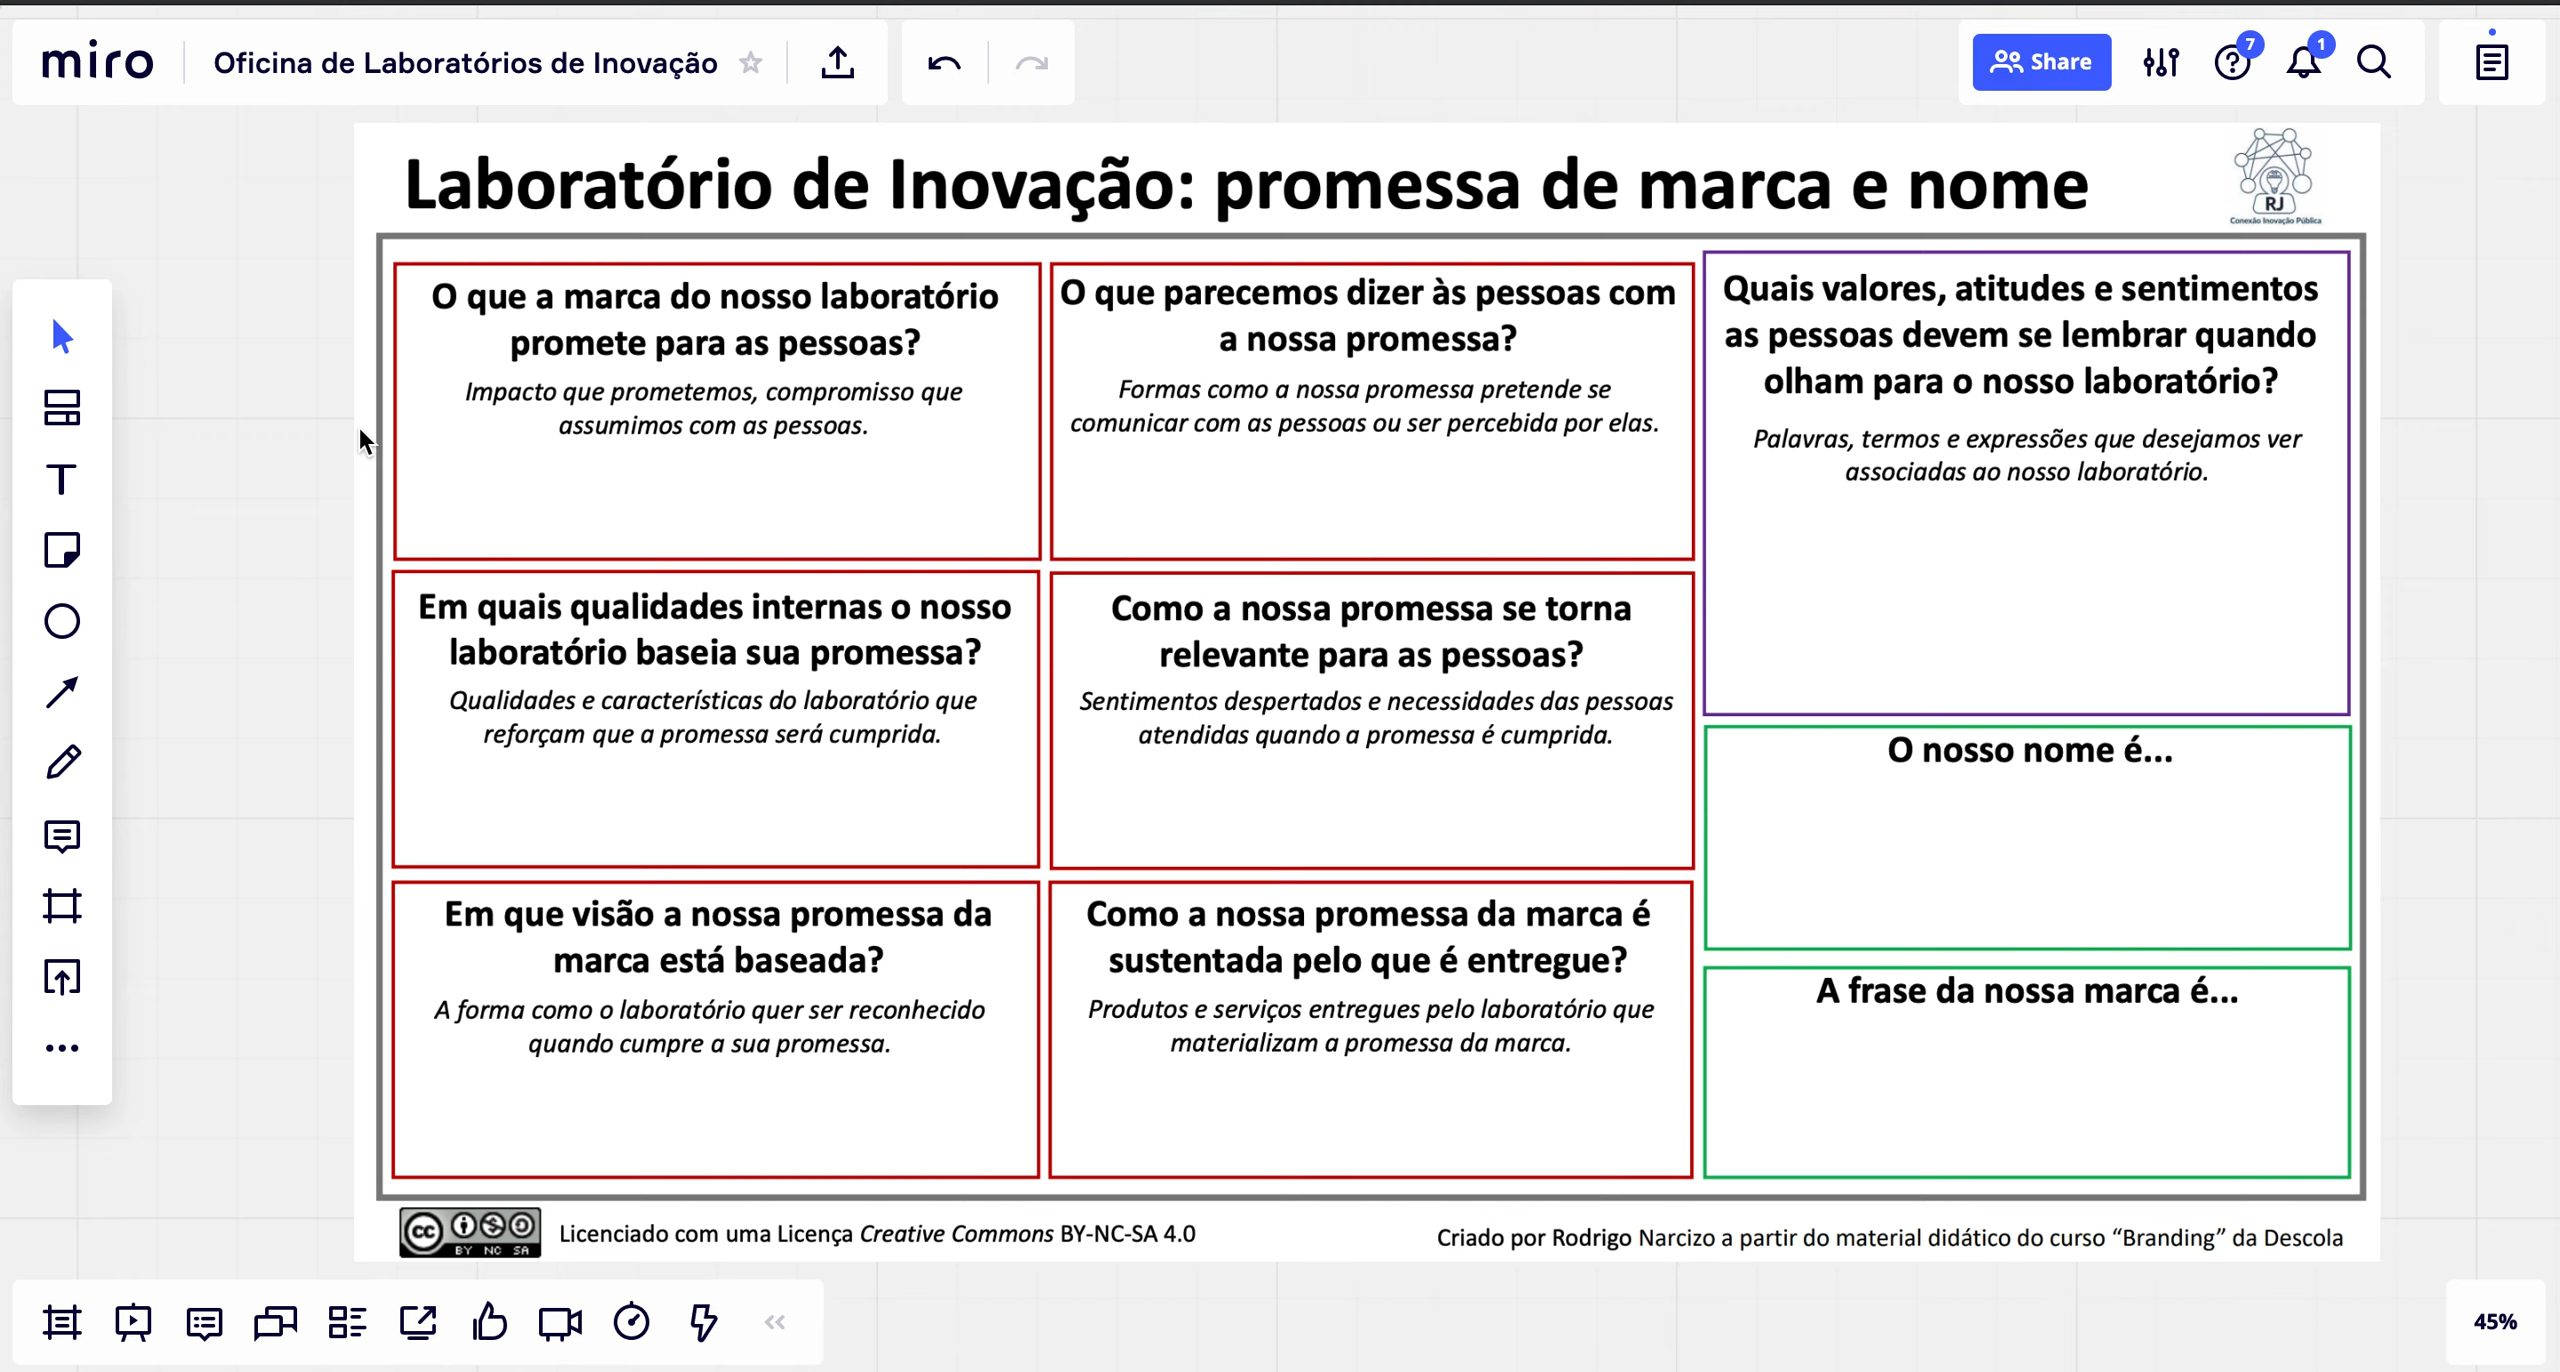 miro
Oficina de Laboratórios de Inovação
Share
7
1
Laboratório de Inovação: promessa de marca e nome
RJ
Conexão Inovação Pública
O que a marca do nosso laboratório
promete para as pessoas?
Impacto que prometemos, compromisso que
assumimos com as pessoas.
O que parecemos dizer às pessoas com
a nossa promessa?
Formas como a nossa promessa pretende se
comunicar com as pessoas ou ser percebida por elas.
Quais valores, atitudes e sentimentos
as pessoas devem se lembrar quando
olham para o nosso laboratório?
Palavras, termos e expressões que desejamos ver
associadas ao nosso laboratório.
Em quais qualidades internas o nosso
laboratório baseia sua promessa?
Qualidades e características do laboratório que
reforçam que a promessa será cumprida.
Como a nossa promessa se torna
relevante para as pessoas?
Sentimentos despertados e necessidades das pessoas
atendidas quando a promessa é cumprida.
O nosso nome é...
Em que visão a nossa promessa da
marca está baseada?
A forma como o laboratório quer ser reconhecido
quando cumpre a sua promessa.
Como a nossa promessa da marca é
sustentada pelo que é entregue?
Produtos e serviços entregues pelo laboratório que
materializam a promessa da marca.
A frase da nossa marca é...
cc
BY NC SA
Licenciado com uma Licença Creative Commons BY-NC-SA 4.0
Criado por Rodrigo Narcizo a partir do material didático do curso “Branding” da Descola
45%